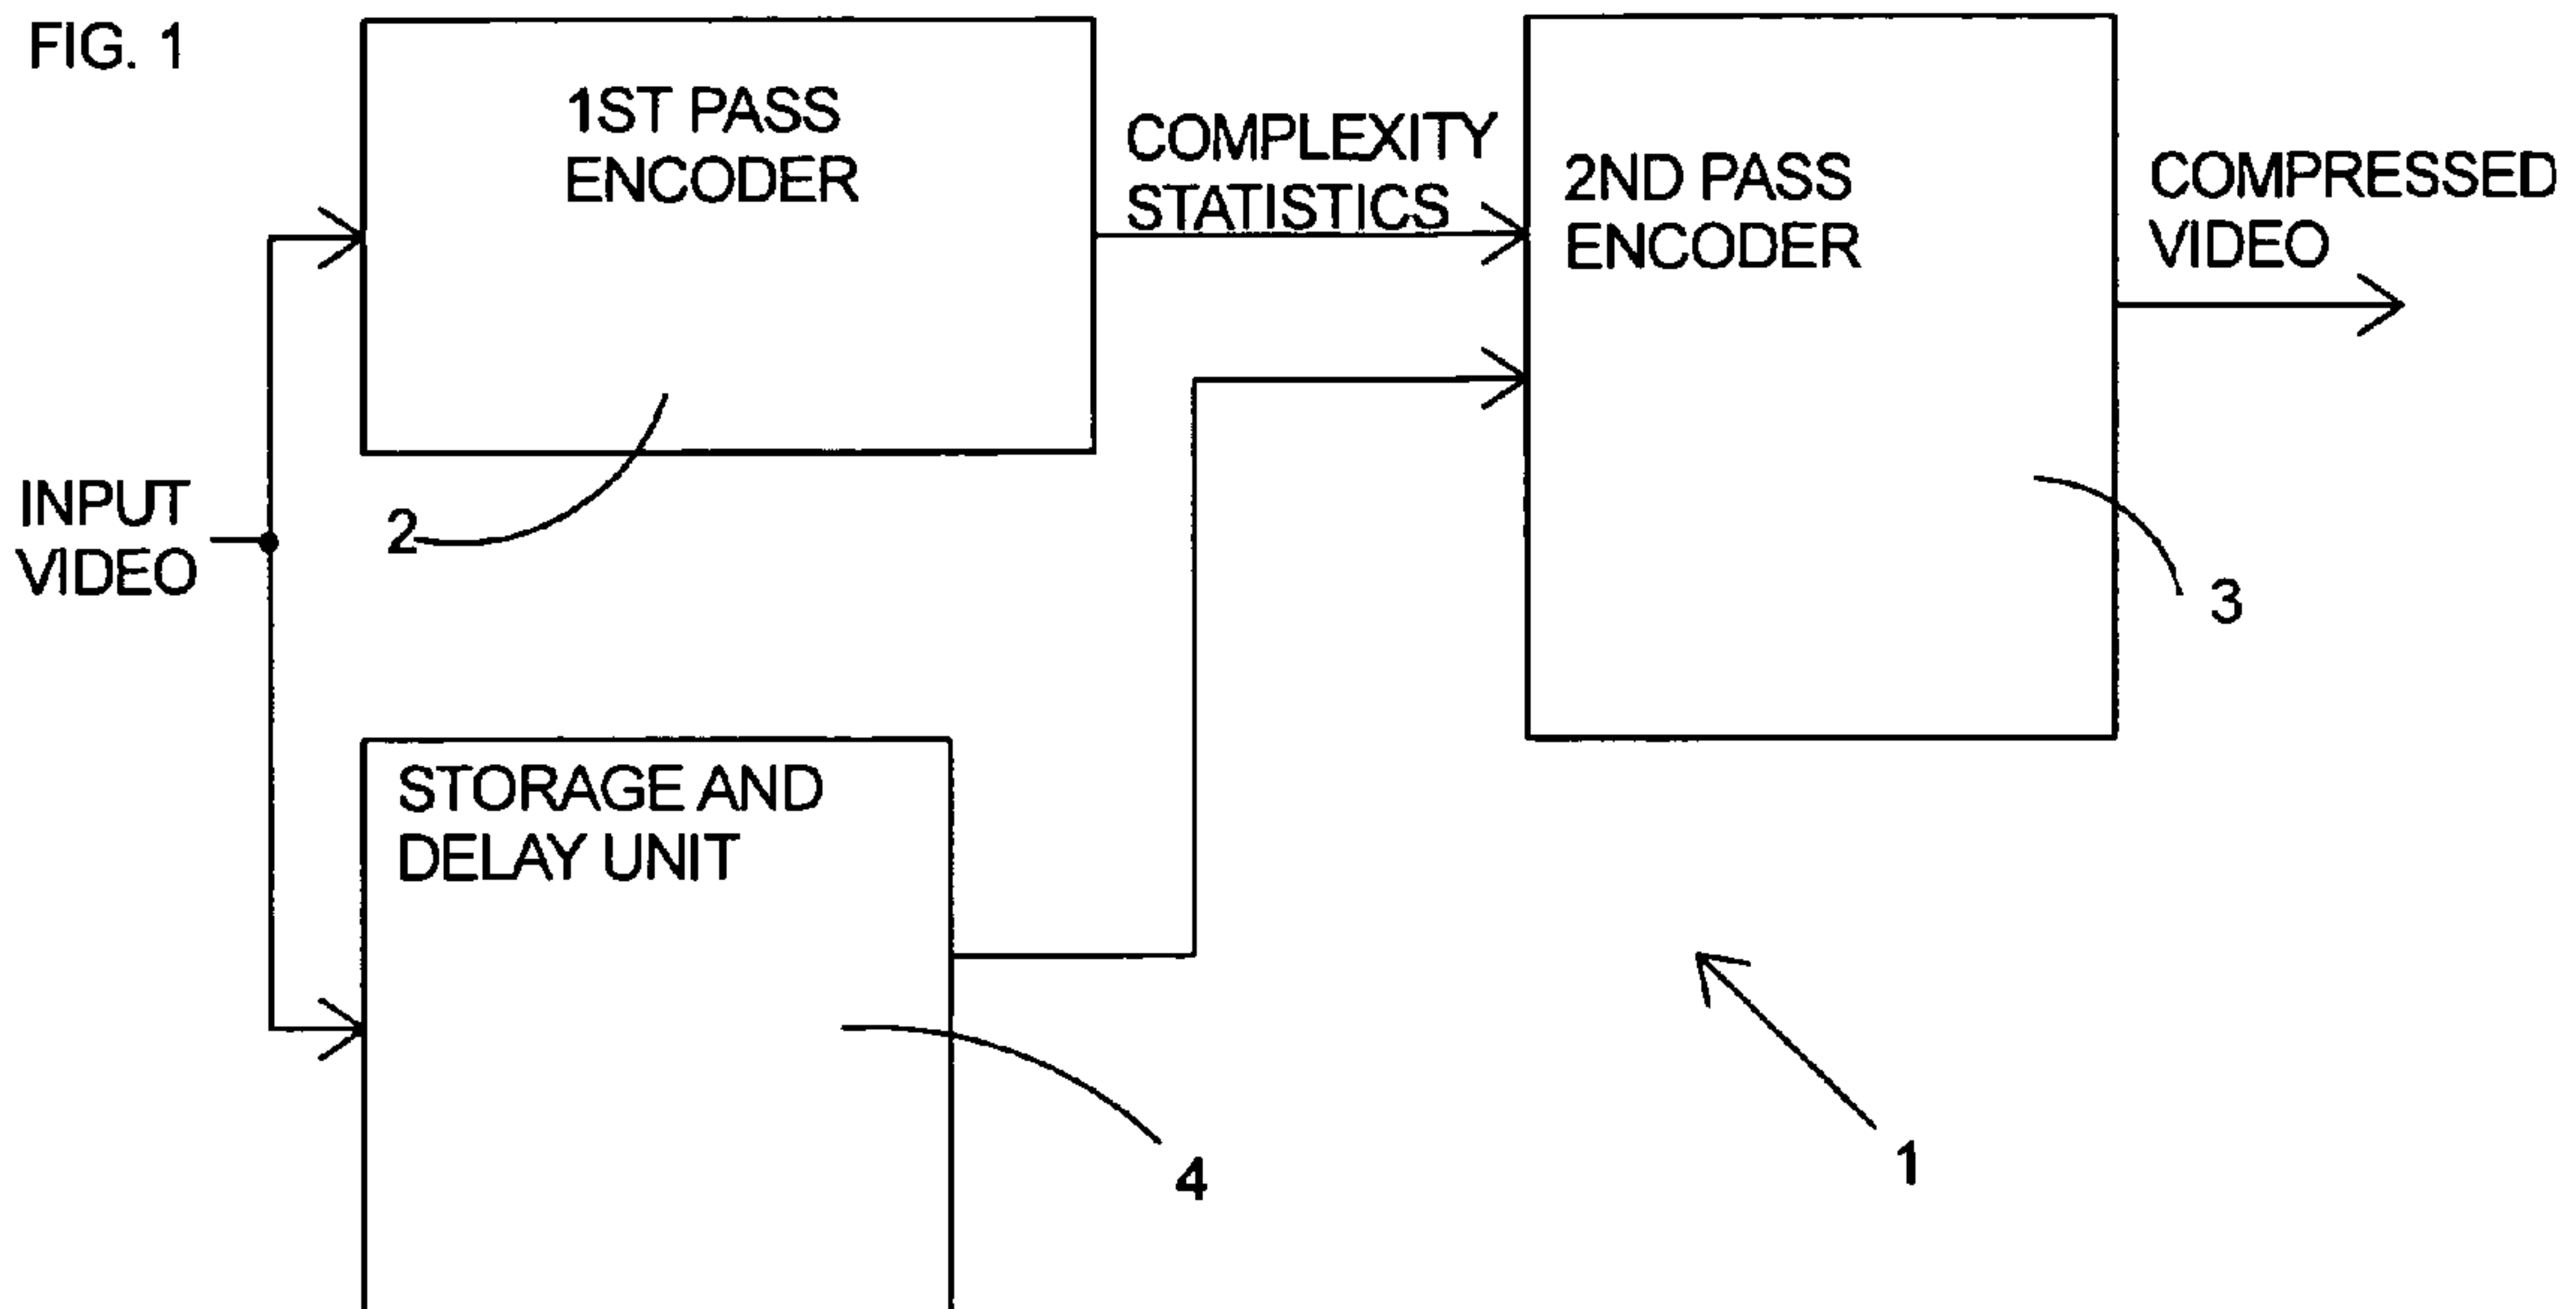 FIG. 1
1ST PASS
ENCODER
COMPLEXITY
STATISTICS
2ND PASS
ENCODER
COMPRESSED
VIDEO
INPUT
VIDEO
2
3
STORAGE AND
DELAY UNIT
4
1